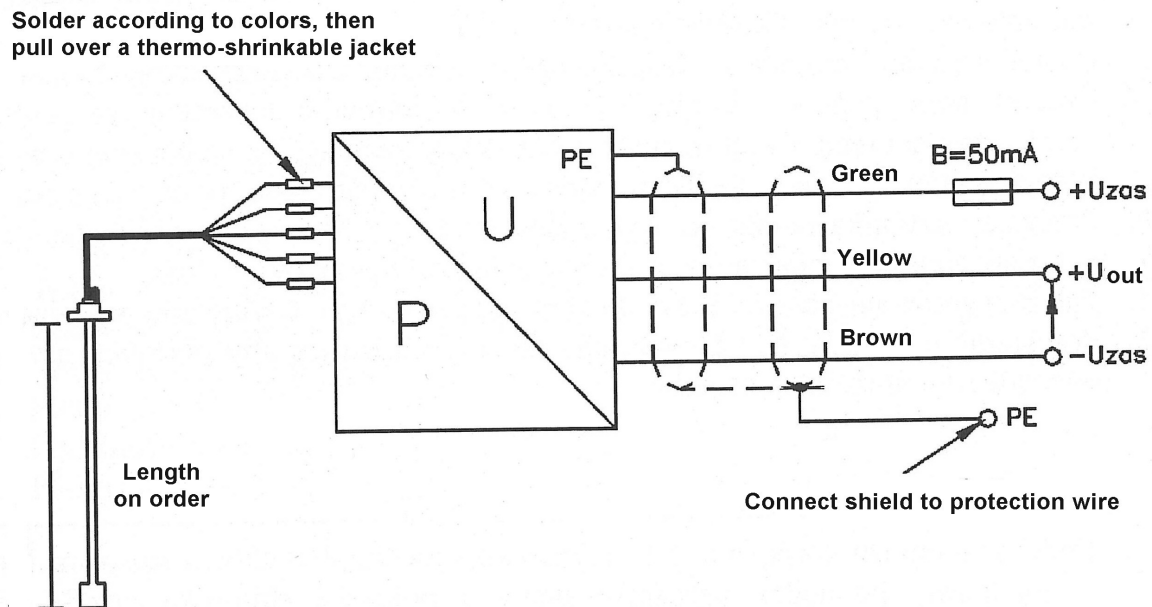 Solder according to colors, then
pull over a thermo-shrinkable jacket
PE
B=50mA
Green
+Uzas
U
Yellow
+Uout
P
Brown
-Uzas
PE
Length
on order
Connect shield to protection wire